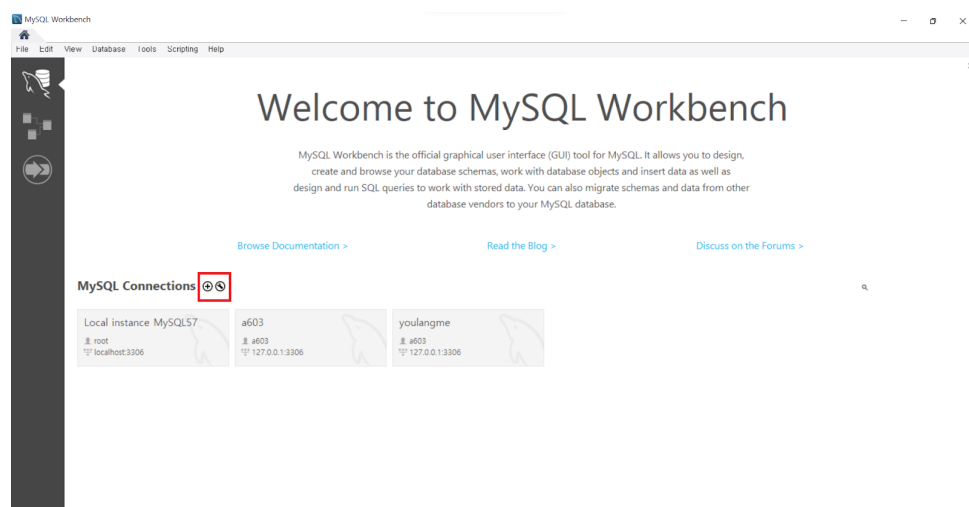 MySQL Workbench
File Edit View Database Tools Scripting Help
Welcome to MySQL Workbench
MySQL Workbench is the official graphical user interface (GUI) tool for MySQL. It allows you to design,
create and browse your database schemas, work with database objects and insert data as well as
design and run SQL queries to work with stored data. You can also migrate schemas and data from other
database vendors to your MySQL database.
Browse Documentation >
Read the Blog >
Discuss on the Forums >
MySQL Connections
Local instance MySQL57
root
localhost:3306
a603
a603
127.0.0.1:3306
youlangme
a603
127.0.0.1:3306